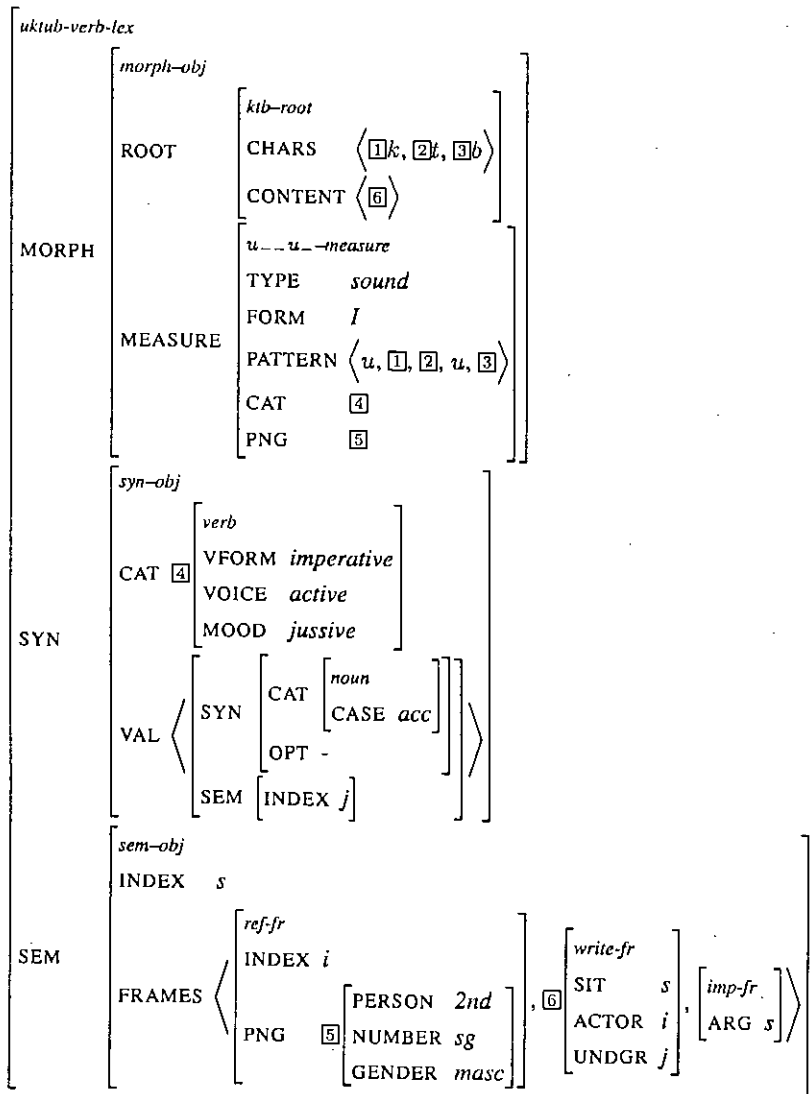 uktub-verb-lex
morph-obj
ktb-root
CHARS ⟨1 k, 2 t, 3 b⟩
ROOT
CONTENT ⟨6⟩
MORPH
u__u_-measure
TYPE sound
FORM I
MEASURE
PATTERN ⟨u, 1, 2, u, 3⟩
CAT 4
PNG 5
syn-obj
verb
CAT 4 VFORM imperative
VOICE active
MOOD jussive
SYN
noun
SYN CAT CASE acc
VAL
OPT -
SEM [INDEX j]
sem-obj
INDEX s
SEM
ref-fr
INDEX i
FRAMES
PNG 5 PERSON 2nd
NUMBER sg
GENDER masc
, 6
write-fr
SIT s
ACTOR i
UNDGR j
,
imp-fr
ARG s